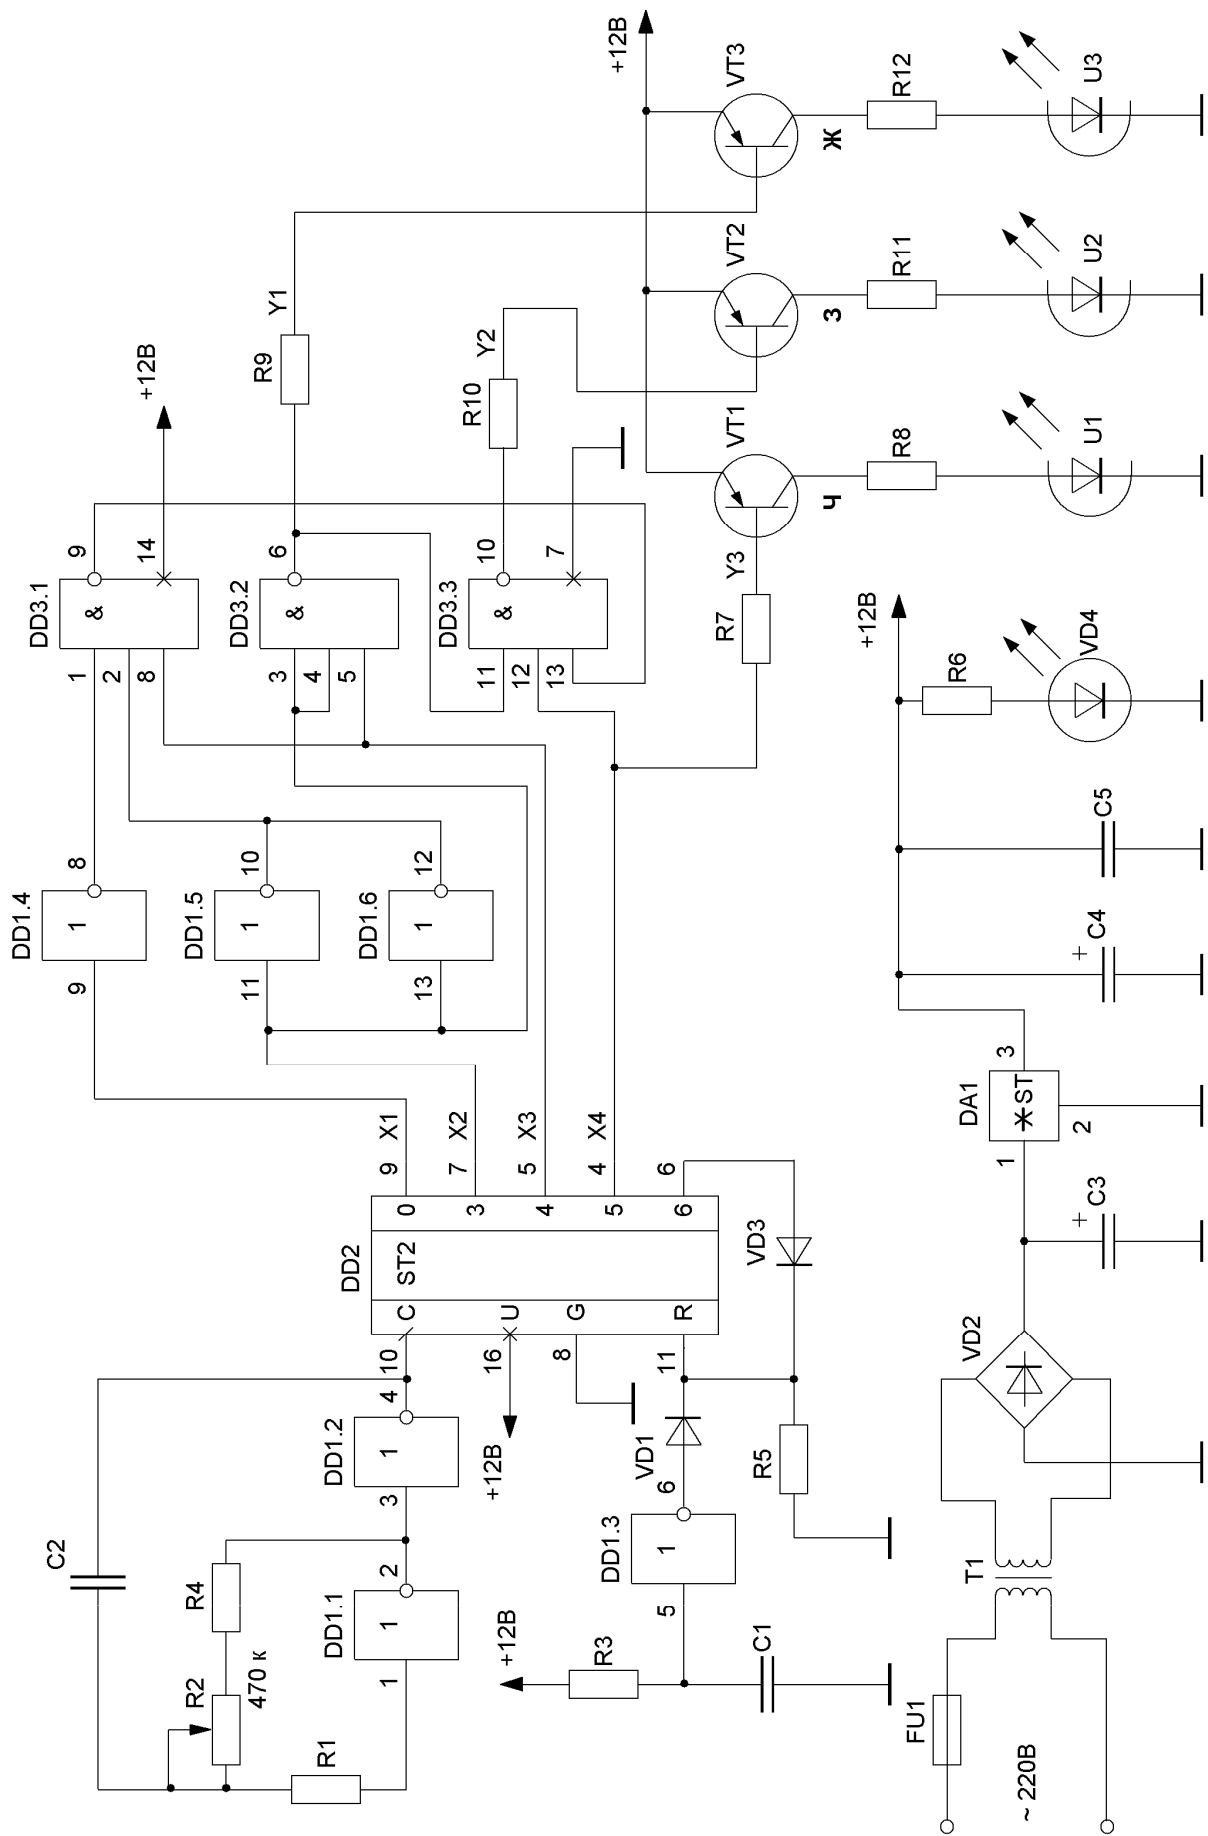 +12В
VT3
Ж
R12
U3
VT2
З
R11
U2
VT1
Ч
R8
U1
Y1
R9
Y2
R10
Y3
R7
+12В
DD3.1
&
1
2
8
9
14
DD3.2
&
3
4
5
6
DD3.3
&
11
12
13
10
7
DD1.4
1
9
8
DD1.5
1
11
10
DD1.6
1
13
12
+12В
R6
VD4
C5
+
C4
DA1
ST
1
2
3
+
C3
VD2
T1
FU1
~ 220В
X1
X2
X3
X4
9
7
5
4
6
DD2
ST2
0
3
4
5
6
C
U
G
R
10
16
8
11
+12В
VD3
VD1
R5
DD1.3
1
5
6
+12В
R3
C1
DD1.2
1
3
4
DD1.1
1
1
2
C2
R4
R2
470 к
R1